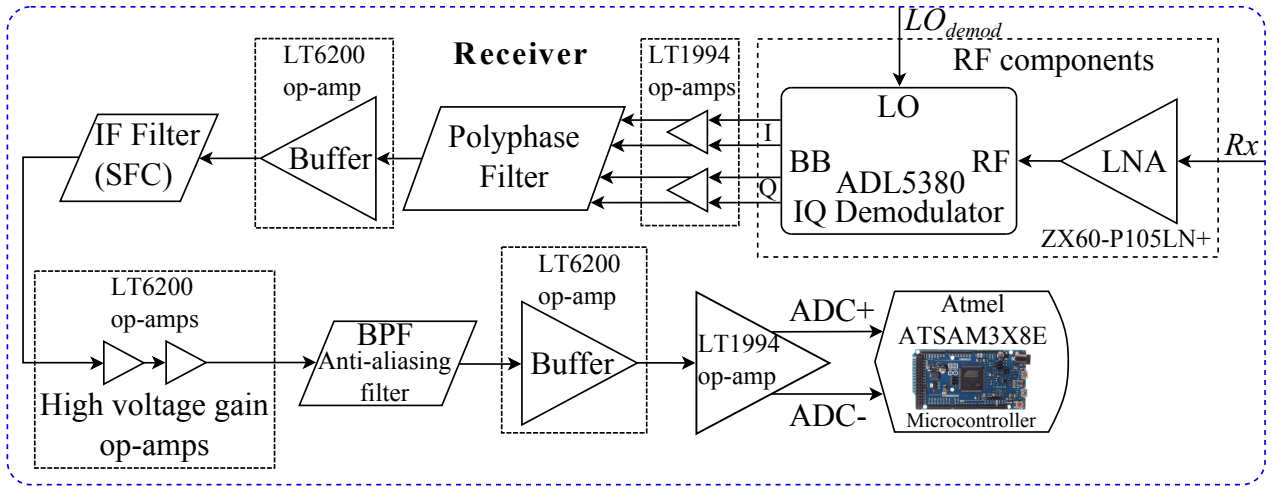 Receiver
LO_demod
RF components
Rx
LNA
ZX60-P105LN+
LO
RF
BB
ADL5380
IQ Demodulator
I
Q
LT1994
op-amps
Polyphase
Filter
LT6200
op-amp
Buffer
IF Filter
(SFC)
LT6200
op-amps
High voltage gain
op-amps
BPF
Anti-aliasing
filter
LT6200
op-amp
Buffer
LT1994
op-amp
ADC+
ADC-
Atmel
ATSAM3X8E
Microcontroller